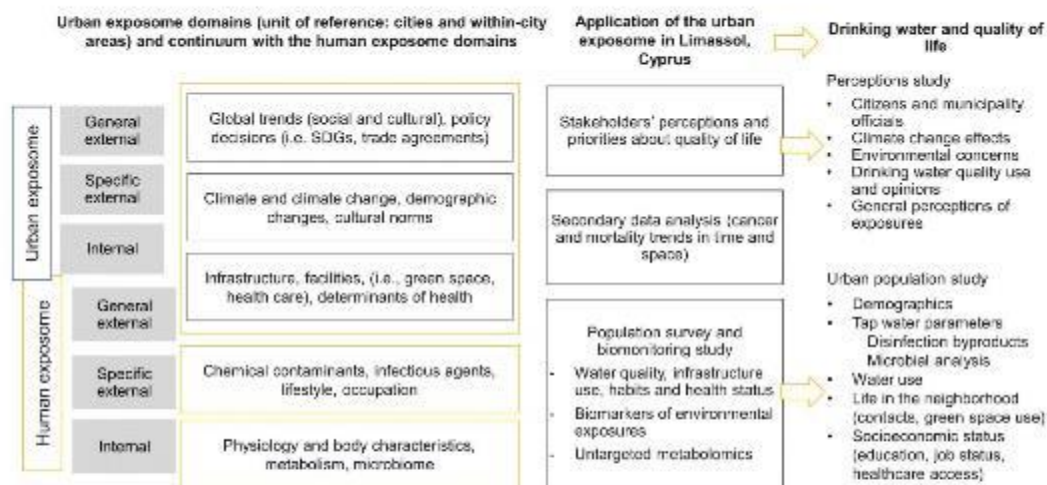 Urban exposome domains (unit of reference: cities and within-city
areas) and continuum with the human exposome domains
Application of the urban
exposome in Limassol,
Cyprus
Drinking water and quality of
life
Urban exposome
Human exposome
General
external
Specific
external
Internal
General
external
Specific
external
Internal
Global trends (social and cultural), policy
decisions (i.e. SDGs, trade agreements)
Climate and climate change, demographic
changes, cultural norms
Infrastructure, facilities, (i.e., green space,
health care), determinants of health
Chemical contaminants, infectious agents,
lifestyle, occupation
Physiology and body characteristics,
metabolism, microbiome
Stakeholders' perceptions and
priorities about quality of life
Secondary data analysis (cancer
and mortality trends in time and
space)
Population survey and
biomonitoring study
- Water quality, infrastructure
use, habits and health status
- Biomarkers of environmental
exposures
- Untargeted metabolomics
Perceptions study
• Citizens and municipality
officials
• Climate change effects
• Environmental concerns
• Drinking water quality use
and opinions
• General perceptions of
exposures
Urban population study
• Demographics
• Tap water parameters
Disinfection byproducts
Microbial analysis
• Water use
• Life in the neighborhood
(contacts, green space use)
• Socioeconomic status
(education, job status,
healthcare access)